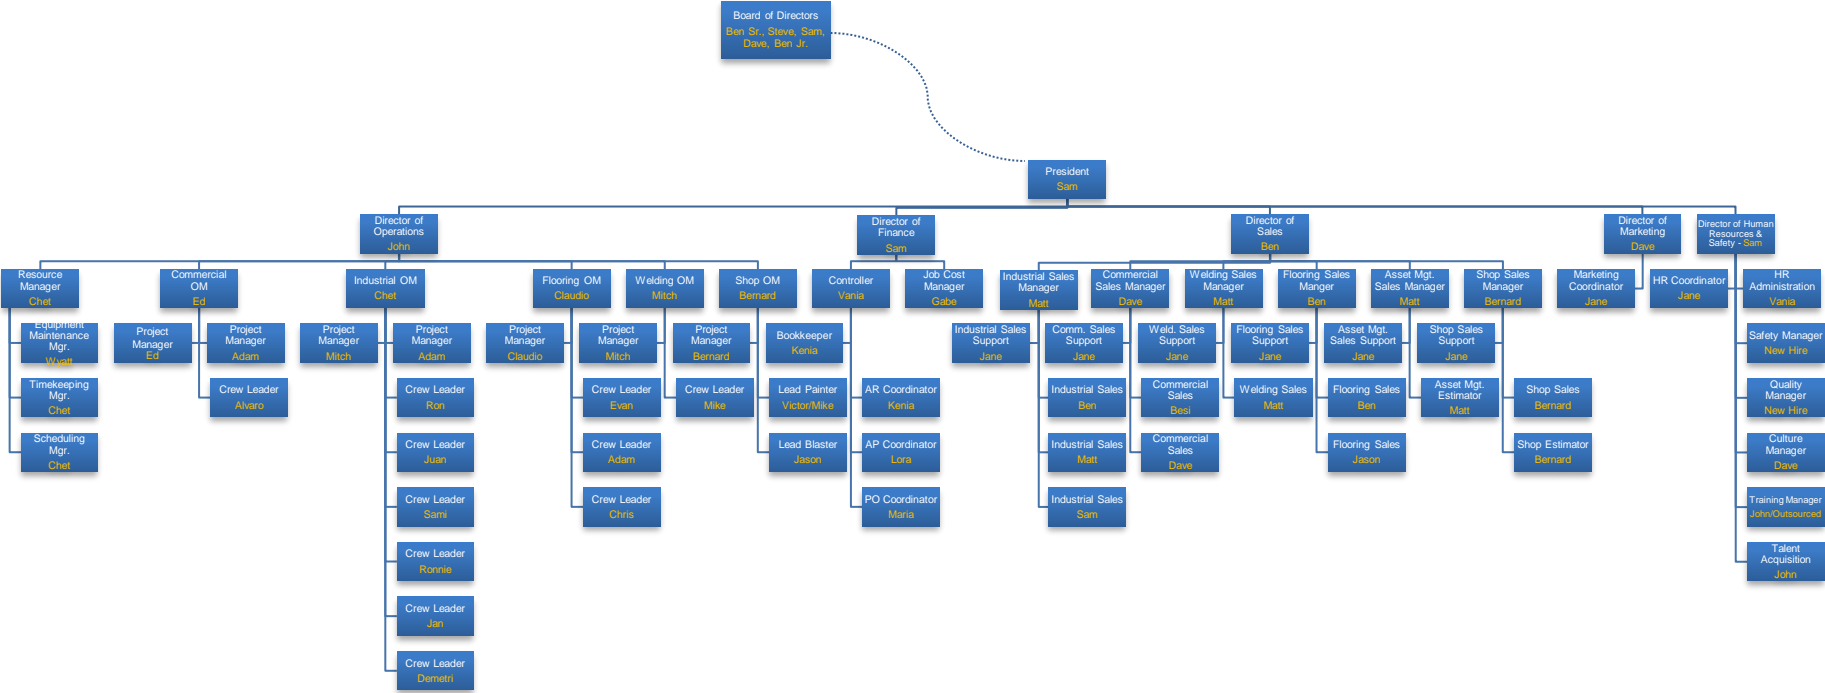 Board of Directors
Ben Sr., Steve, Sam,
Dave, Ben Jr.
President
Sam
Director of
Operations
John
Director of
Finance
Sam
Director of
Sales
Ben
Director of
Marketing
Dave
Director of Human
Resources &
Safety - Sam
Resource
Manager
Chet
Commercial
OM
Ed
Industrial OM
Chet
Flooring OM
Claudio
Welding OM
Mitch
Shop OM
Bernard
Controller
Vania
Job Cost
Manager
Gabe
Industrial Sales
Manager
Matt
Commercial
Sales Manager
Dave
Welding Sales
Manager
Matt
Flooring Sales
Manger
Ben
Asset Mgt.
Sales Manager
Matt
Shop Sales
Manager
Bernard
Marketing
Coordinator
Jane
HR Coordinator
Jane
HR
Administration
Vania
Equipment
Maintenance
Mgr.
Wyatt
Project
Manager
Ed
Project
Manager
Adam
Project
Manager
Mitch
Project
Manager
Adam
Project
Manager
Claudio
Project
Manager
Mitch
Project
Manager
Bernard
Bookkeeper
Kenia
Industrial Sales
Support
Jane
Comm. Sales
Support
Jane
Weld. Sales
Support
Jane
Flooring Sales
Support
Jane
Asset Mgt.
Sales Support
Jane
Shop Sales
Support
Jane
Safety Manager
New Hire
Timekeeping
Mgr.
Chet
Crew Leader
Alvaro
Crew Leader
Ron
Crew Leader
Evan
Crew Leader
Mike
Lead Painter
Victor/Mike
AR Coordinator
Kenia
Industrial Sales
Ben
Commercial
Sales
Besi
Welding Sales
Matt
Flooring Sales
Ben
Asset Mgt.
Estimator
Matt
Shop Sales
Bernard
Quality
Manager
New Hire
Scheduling
Mgr.
Chet
Crew Leader
Juan
Crew Leader
Adam
Lead Blaster
Jason
AP Coordinator
Lora
Industrial Sales
Matt
Commercial
Sales
Dave
Flooring Sales
Jason
Shop Estimator
Bernard
Culture
Manager
Dave
Crew Leader
Sami
Crew Leader
Chris
PO Coordinator
Maria
Industrial Sales
Sam
Training Manager
John/Outsourced
Crew Leader
Ronnie
Talent
Acquisition
John
Crew Leader
Jan
Crew Leader
Demetri